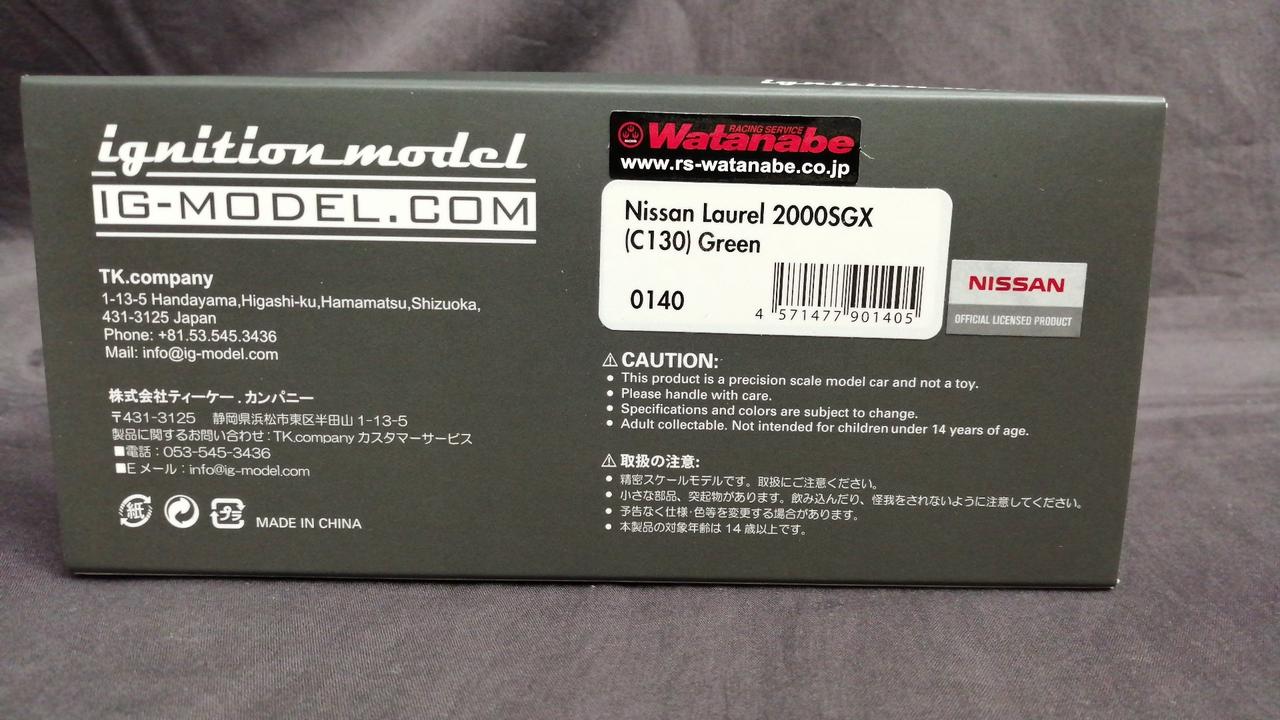 ignition model
IG-MODEL.COM
TK.company
1-13-5 Handayama,Higashi-ku,Hamamatsu,Shizuoka,
431-3125 Japan
Phone: +81.53.545.3436
Mail: info@ig-model.com
株式会社ティーケー．カンパニー
〒431-3125 静岡県浜松市東区半田山 1-13-5
製品に関するお問い合わせ：TK.company カスタマーサービス
■電話：053-545-3436
■E メール：info@ig-model.com
紙
プラ
MADE IN CHINA
RACING SERVICE
Watanabe
www.rs-watanabe.co.jp
Nissan Laurel 2000SGX
(C130) Green
0140
4 571477 901405
NISSAN
OFFICIAL LICENSED PRODUCT
⚠CAUTION:
● This product is a precision scale model car and not a toy.
● Please handle with care.
● Specifications and colors are subject to change.
● Adult collectable. Not intended for children under 14 years of age.
⚠取扱の注意:
● 精密スケールモデルです。取扱にご注意ください。
● 小さな部品、突起物があります。飲み込んだり、怪我をされないように注意してください。
● 予告なく仕様・色等を変更する場合があります。
● 本製品の対象年齢は 14 歳以上です。